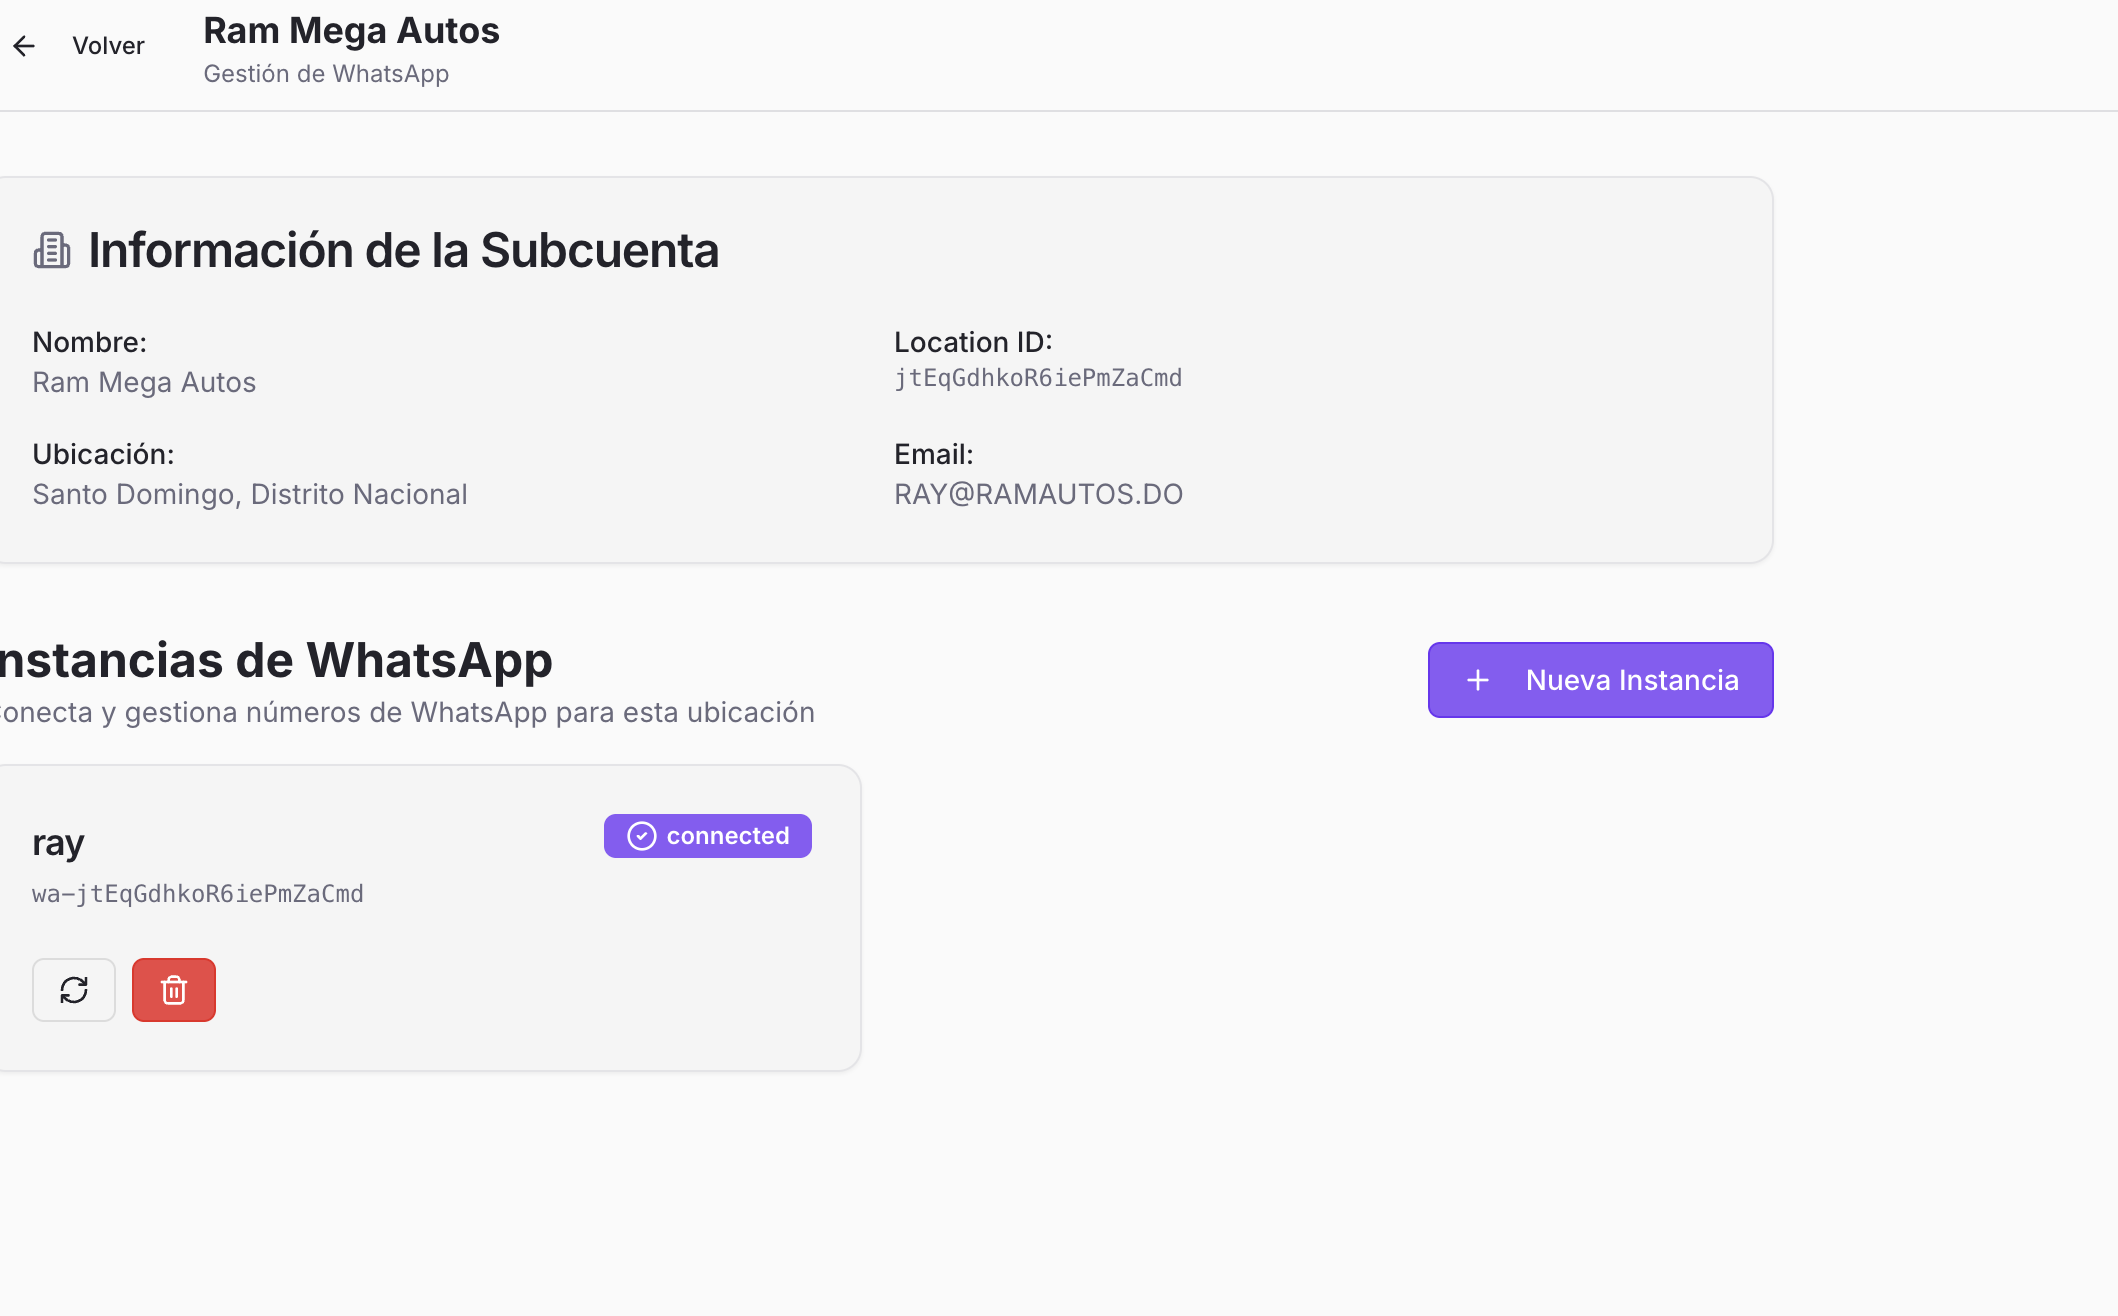 Volver
Ram Mega Autos
Gestión de WhatsApp
Información de la Subcuenta
Nombre:
Ram Mega Autos
Location ID:
jtEqGdhkoR6iePmZaCmd
Ubicación:
Santo Domingo, Distrito Nacional
Email:
RAY@RAMAUTOS.DO
nstancias de WhatsApp
onecta y gestiona números de WhatsApp para esta ubicación
Nueva Instancia
ray
connected
wa-jtEqGdhkoR6iePmZaCmd